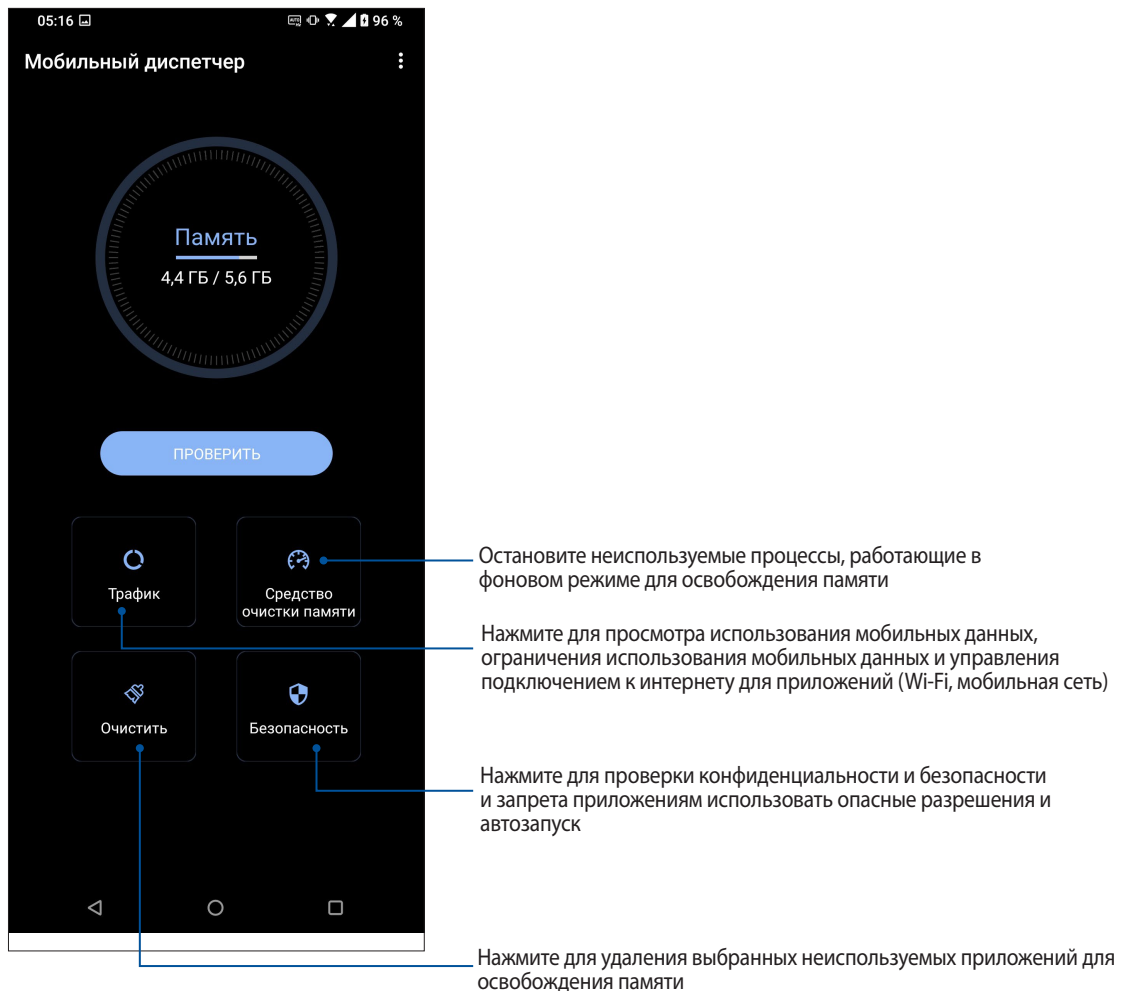 05:16 96 %
Мобильный диспетчер
Память
4,4 ГБ / 5,6 ГБ
ПРОВЕРИТЬ
Трафик
Средство
очистки памяти
Остановите неиспользуемые процессы, работающие в
фоновом режиме для освобождения памяти
Нажмите для просмотра использования мобильных данных,
ограничения использования мобильных данных и управления
подключением к интернету для приложений (Wi-Fi, мобильная сеть)
Очистить
Безопасность
Нажмите для проверки конфиденциальности и безопасности
и запрета приложениям использовать опасные разрешения и
автозапуск
Нажмите для удаления выбранных неиспользуемых приложений для
освобождения памяти